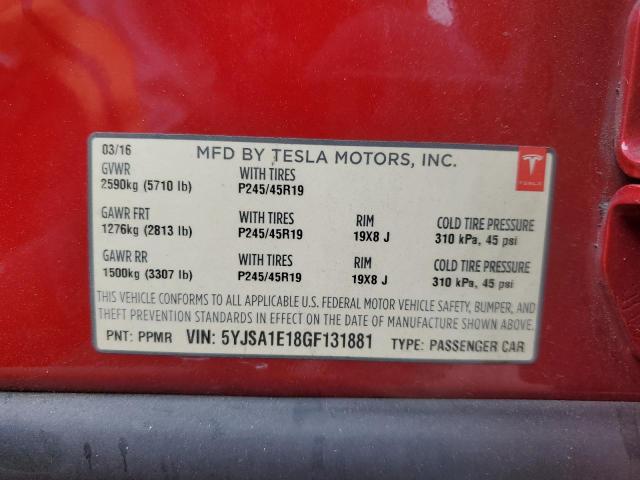 03/16 MFD BY TESLA MOTORS, INC.
TESLA
GVWR WITH TIRES
2590kg (5710 lb) P245/45R19
GAWR FRT WITH TIRES RIM COLD TIRE PRESSURE
1276kg (2813 lb) P245/45R19 19X8 J 310 kPa, 45 psi
GAWR RR WITH TIRES RIM COLD TIRE PRESSURE
1500kg (3307 lb) P245/45R19 19X8 J 310 kPa, 45 psi
THIS VEHICLE CONFORMS TO ALL APPLICABLE U.S. FEDERAL MOTOR VEHICLE SAFETY, BUMPER, AND
THEFT PREVENTION STANDARDS IN EFFECT ON THE DATE OF MANUFACTURE SHOWN ABOVE.
PNT: PPMR VIN: 5YJSA1E18GF131881 TYPE: PASSENGER CAR